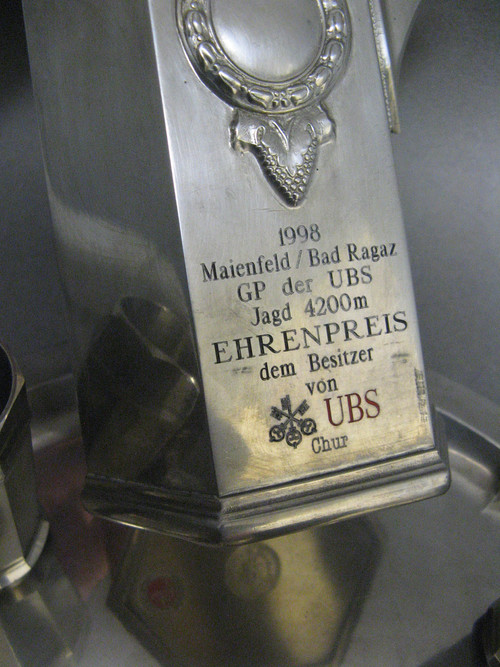 1998
Maienfeld / Bad Ragaz
GP der UBS
Jagd 4200m
EHRENPREIS
dem Besitzer
von
UBS
Chur